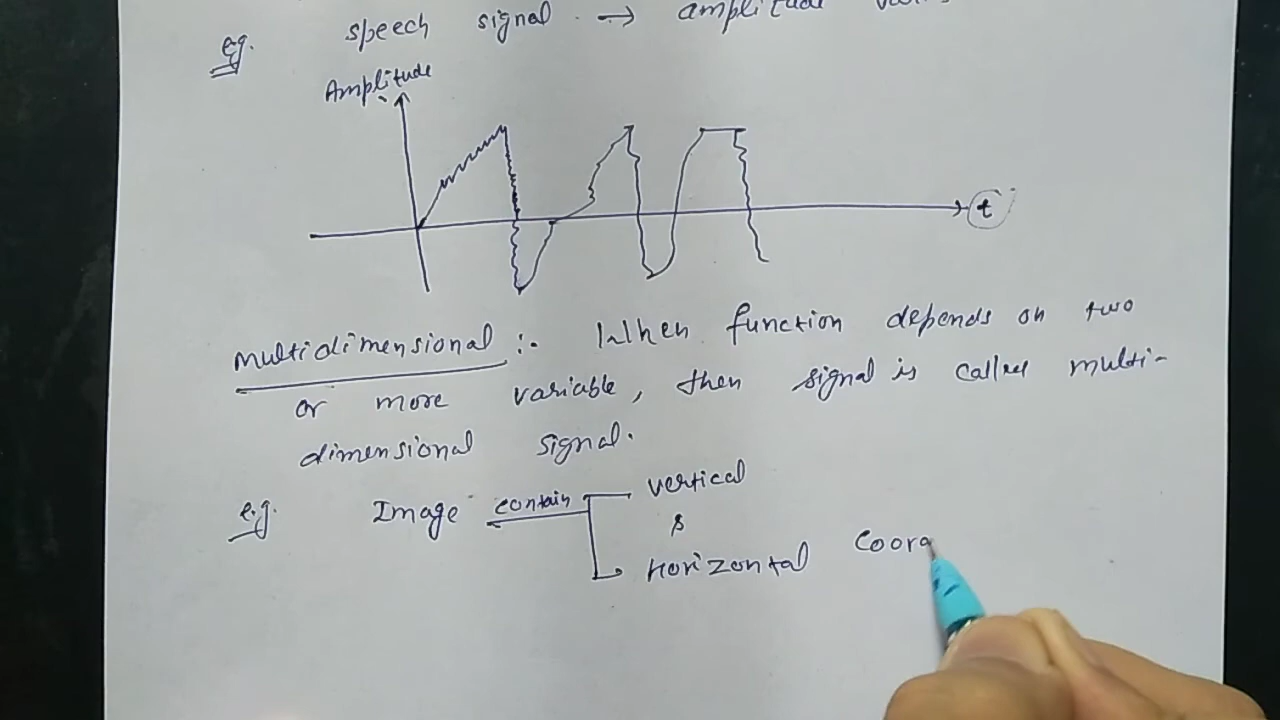 e.g. speech signal → amplitude
Amplitude
t
Multidimensional :- When function depends on two
or more variable, then signal is called multi-
dimensional signal.
e.g. Image contain vertical
&
Horizontal Coord